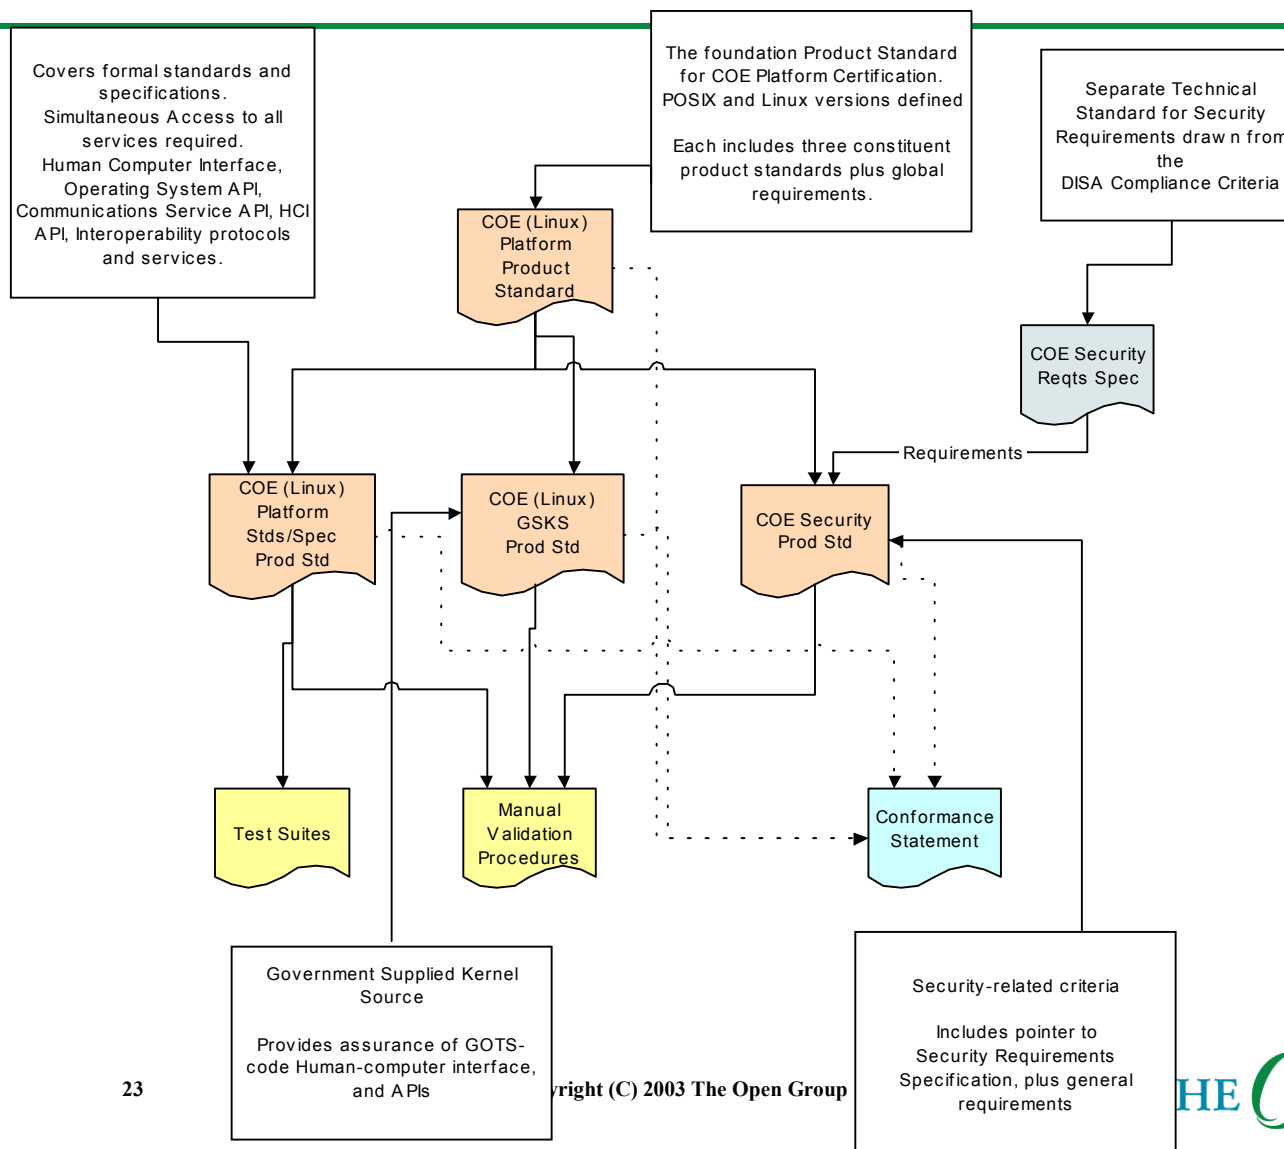 Covers formal standards and
specifications.
Simultaneous Access to all
services required.
Human Computer Interface,
Operating System API,
Communications Service API, HCI
API, Interoperability protocols
and services.
The foundation Product Standard
for COE Platform Certification.
POSIX and Linux versions defined
Each includes three constituent
product standards plus global
requirements.
Separate Technical
Standard for Security
Requirements drawn from
the
DISA Compliance Criteria
COE (Linux)
Platform
Product
Standard
COE Security
Reqts Spec
Requirements
COE (Linux)
Platform
Stds/Spec
Prod Std
COE (Linux)
GSKS
Prod Std
COE Security
Prod Std
Test Suites
Manual
Validation
Procedures
Conformance
Statement
Government Supplied Kernel
Source
Provides assurance of GOTS-
code Human-computer interface,
and APIs
Security-related criteria
Includes pointer to
Security Requirements
Specification, plus general
requirements
23
yright (C) 2003 The Open Group
HE